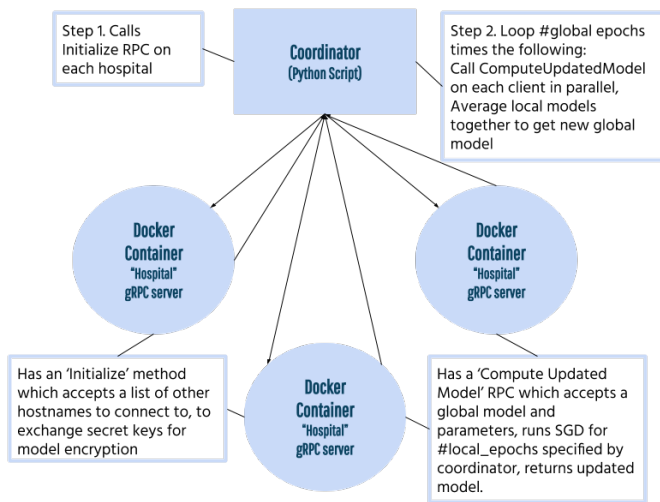 Step 1. Calls
Initialize RPC on
each hospital
Coordinator
(Python Script)
Step 2. Loop #global epochs
times the following:
Call ComputeUpdatedModel
on each client in parallel,
Average local models
together to get new global
model
Docker
Container
"Hospital"
gRPC server
Docker
Container
"Hospital"
gRPC server
Has an 'Initialize' method
which accepts a list of other
hostnames to connect to, to
exchange secret keys for
model encryption
Docker
Container
"Hospital"
gRPC server
Has a 'Compute Updated
Model' RPC which accepts a
global model and
parameters, runs SGD for
#local_epochs specified by
coordinator, returns updated
model.